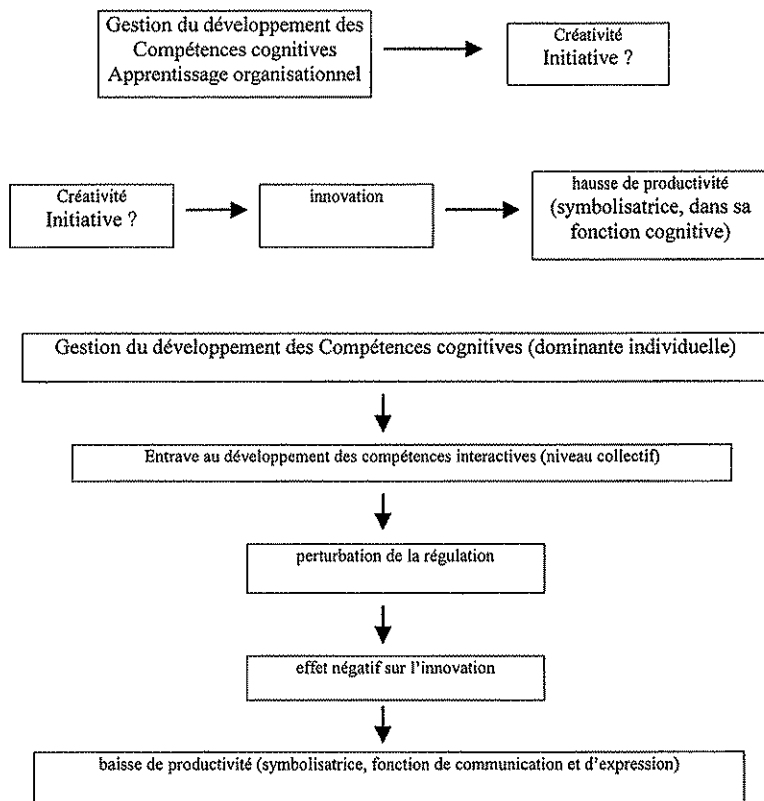 Gestion du développement des
Compétences cognitives
Apprentissage organisationnel
Créativité
Initiative ?
Créativité
Initiative ?
innovation
hausse de productivité
(symbolisatrice, dans sa
fonction cognitive)
Gestion du développement des Compétences cognitives (dominante individuelle)
Entrave au développement des compétences interactives (niveau collectif)
perturbation de la régulation
effet négatif sur l'innovation
baisse de productivité (symbolisatrice, fonction de communication et d'expression)